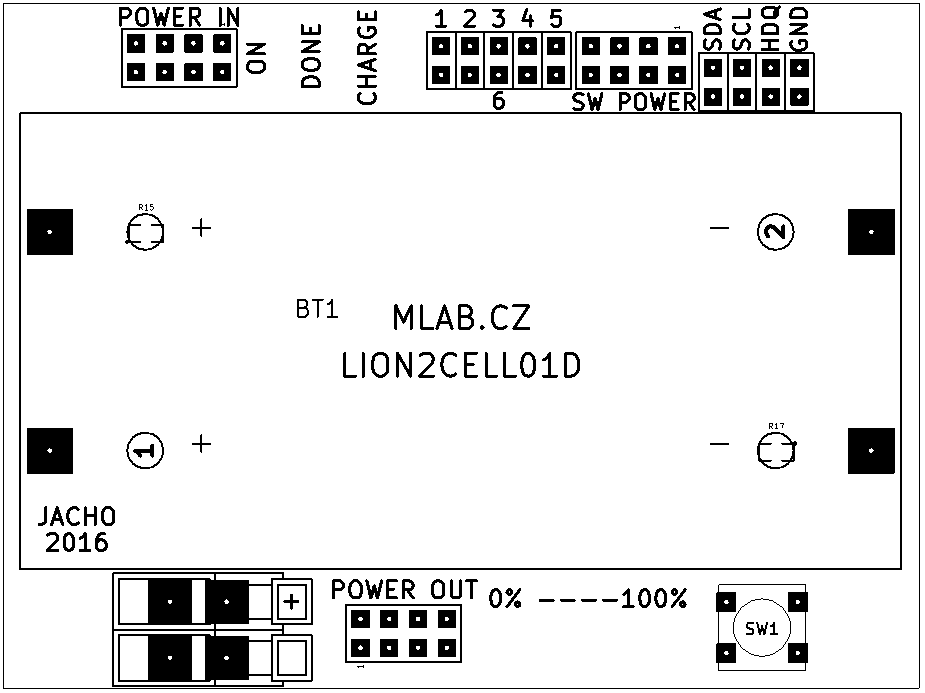 POWER IN
ON
DONE
CHARGE
1 2 3 4 5
6
1
SW POWER
SDA
SCL
HDQ
GND
R15
+
-
2
BT1
MLAB.CZ
LION2CELL01D
1
+
-
R17
JACHO
2016
+
POWER OUT
1
0% ----100%
SW1